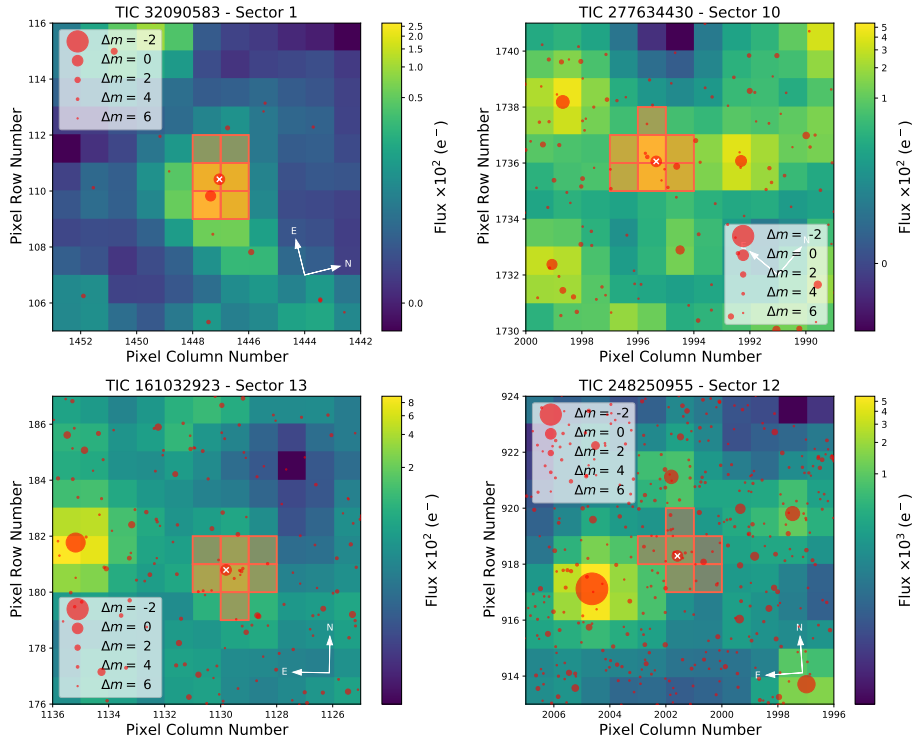 TIC 32090583 - Sector 1
Δm = -2
Δm = 0
Δm = 2
Δm = 4
Δm = 6
116
114
112
110
108
106
Pixel Row Number
1452
1450
1448
1446
1444
1442
Pixel Column Number
E
N
2.5
2.0
1.5
1.0
0.5
0.0
Flux ×10² (e⁻)
TIC 277634430 - Sector 10
1740
1738
1736
1734
1732
1730
Pixel Row Number
2000
1998
1996
1994
1992
1990
Pixel Column Number
Δm = -2
Δm = 0
Δm = 2
Δm = 4
Δm = 6
N
5
4
3
2
1
0
Flux ×10² (e⁻)
TIC 161032923 - Sector 13
186
184
182
180
178
176
Pixel Row Number
Δm = -2
Δm = 0
Δm = 2
Δm = 4
Δm = 6
N
E
1136
1134
1132
1130
1128
1126
Pixel Column Number
8
6
4
2
Flux ×10² (e⁻)
TIC 248250955 - Sector 12
Δm = -2
Δm = 0
Δm = 2
Δm = 4
Δm = 6
924
922
920
918
916
914
Pixel Row Number
N
E
2006
2004
2002
2000
1998
1996
Pixel Column Number
5
4
3
2
1
Flux ×10³ (e⁻)